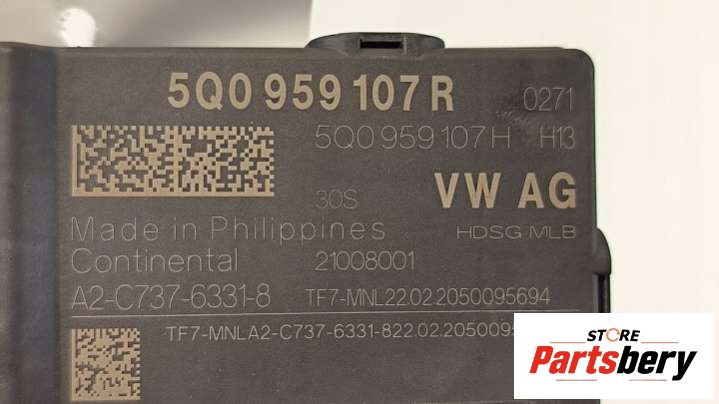 5Q0 959 107 R 0271
5Q0 959 107 H H13
30S VW AG
Made in Philippines HDSG MLB
Continental 21008001
A2-C737-6331-8 TF7-MNL22.02.2050095694
TF7-MNLA2-C737-6331-822.02.2050095
STORE
Partsbery